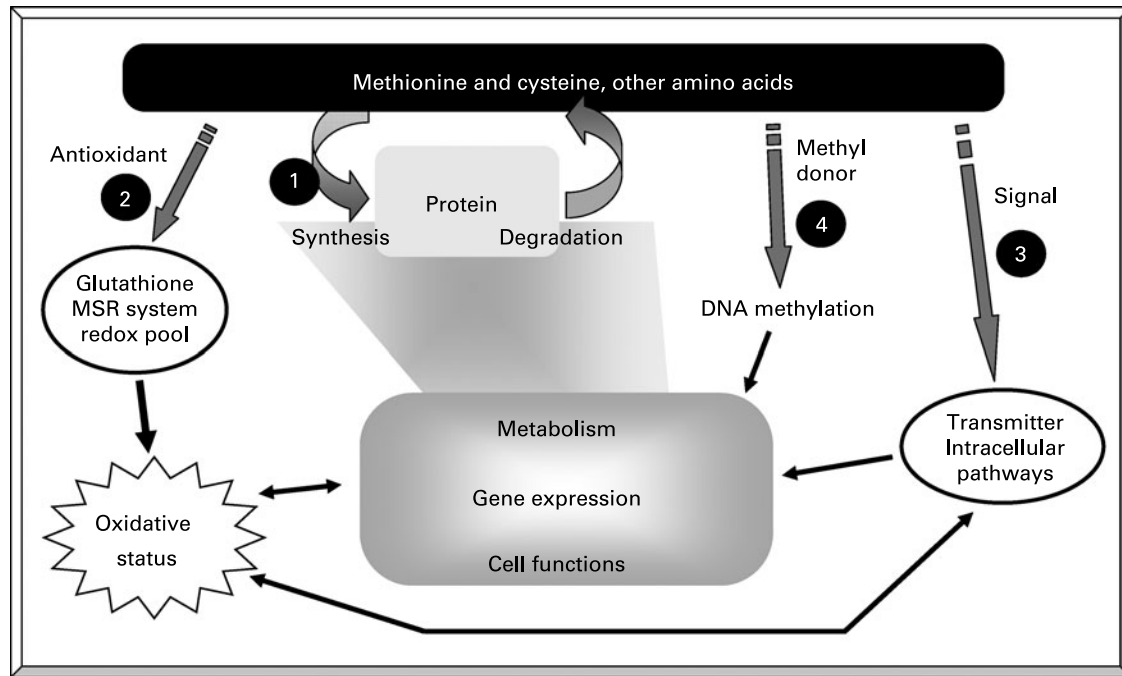 Methionine and cysteine, other amino acids
Antioxidant
2
1
Protein
Synthesis
Degradation
Methyl
donor
4
Signal
3
Glutathione
MSR system
redox pool
DNA methylation
Transmitter
Intracellular
pathways
Metabolism
Gene expression
Cell functions
Oxidative
status